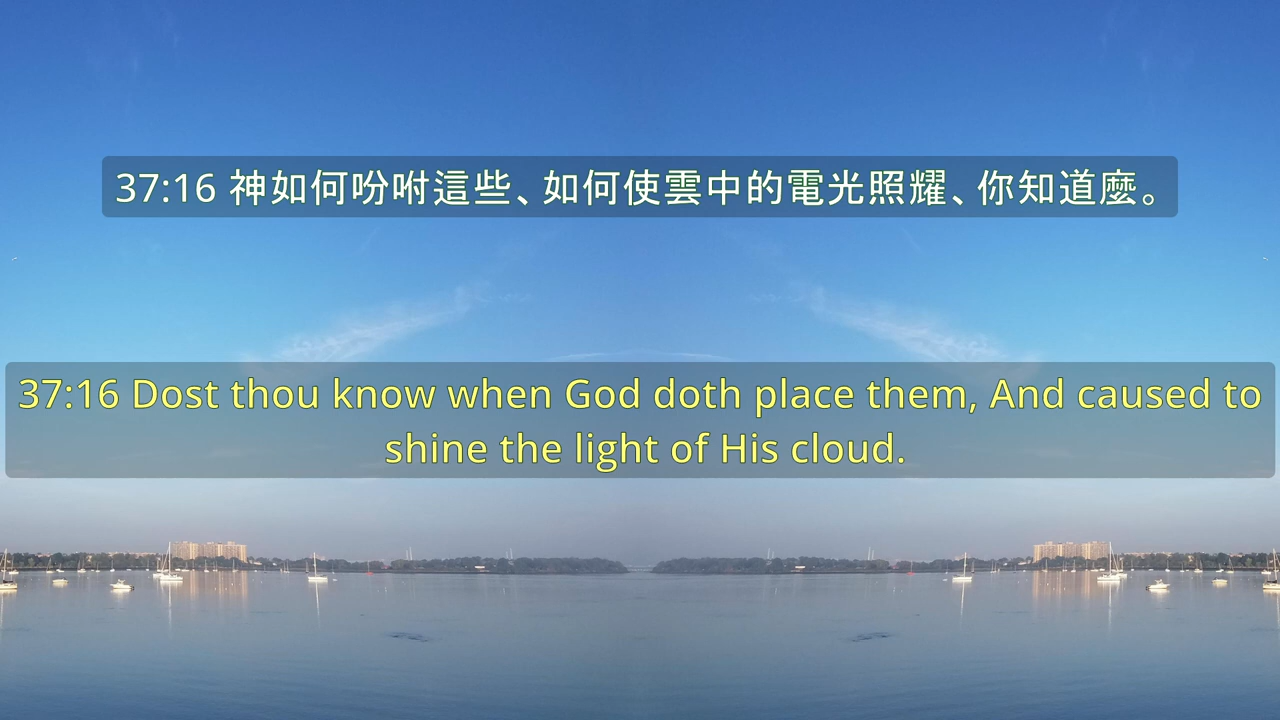 37:16 神如何吩咐這些、如何使雲中的電光照耀、你知道麼。
37:16 Dost thou know when God doth place them, And caused to
shine the light of His cloud.